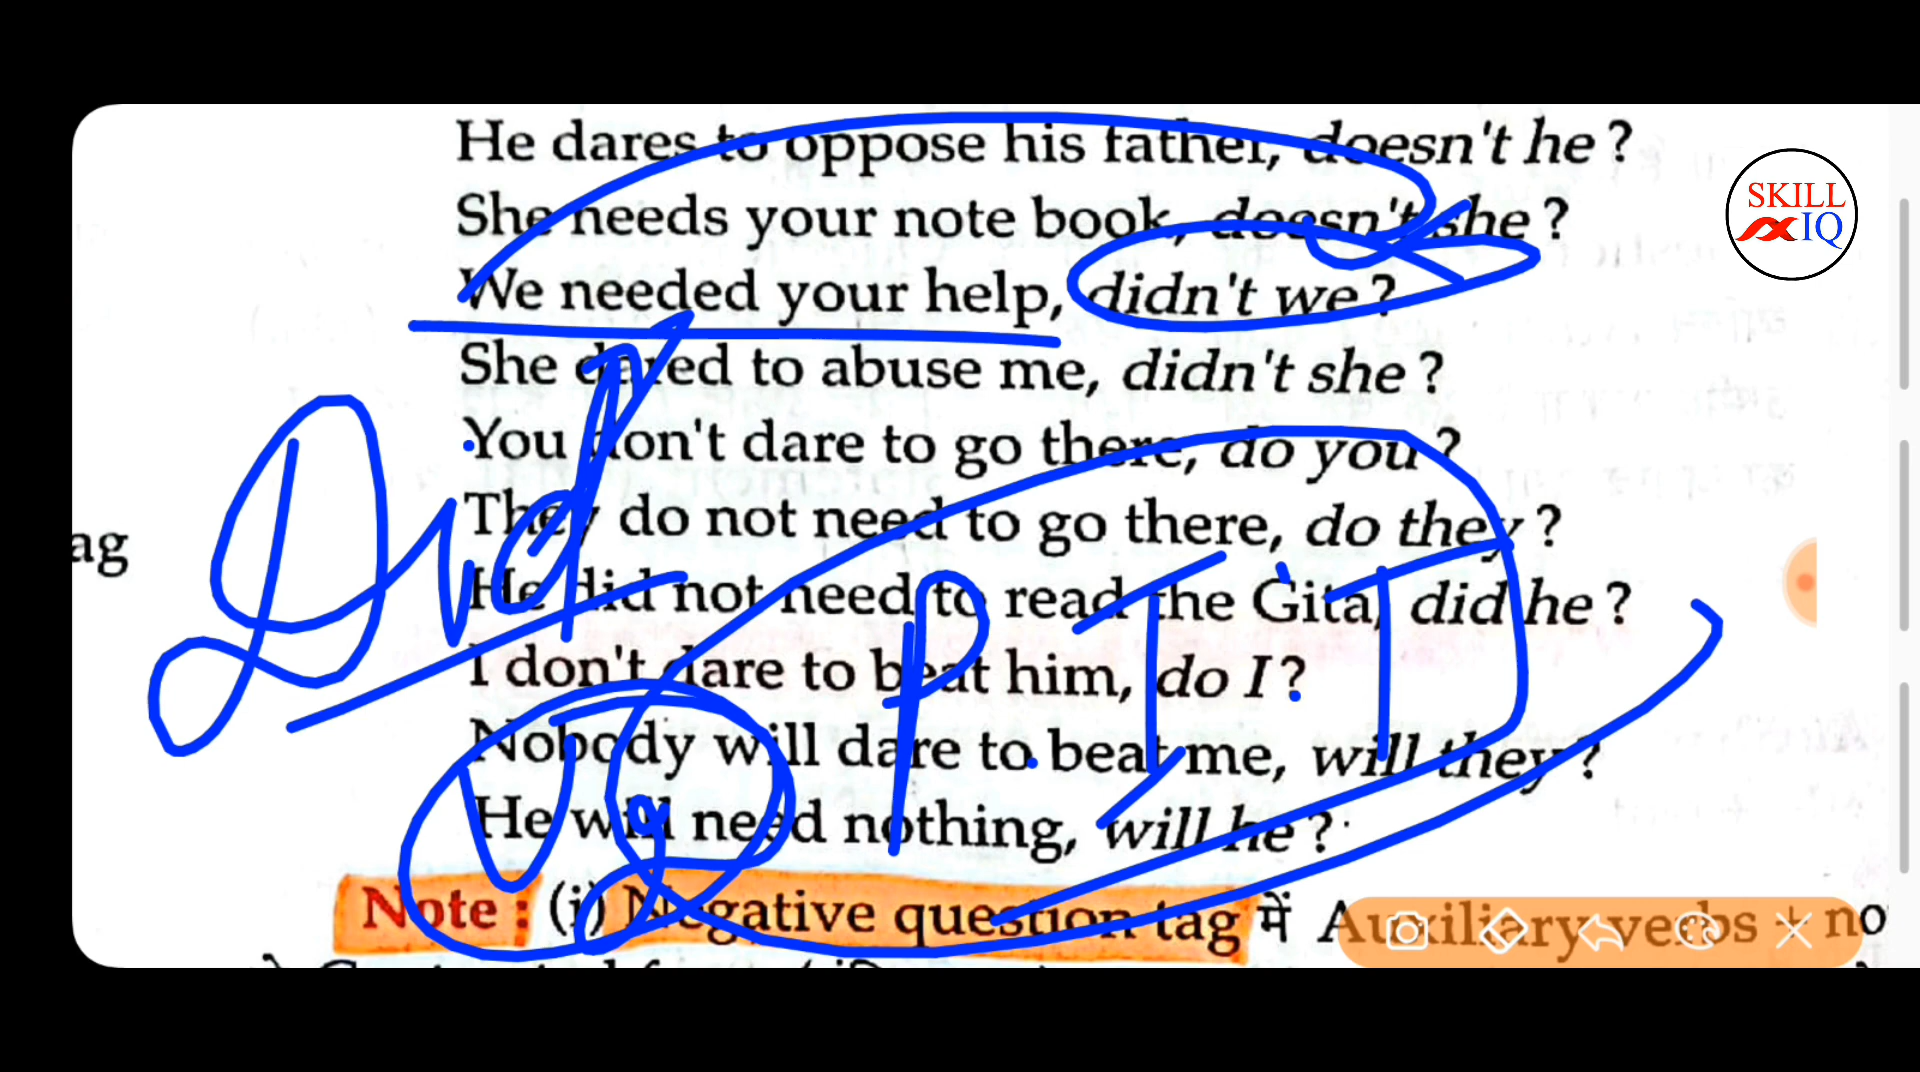 He dares to oppose his father, doesn't he ?
She needs your note book, doesn't she ?
We needed your help, didn't we ?
She dared to abuse me, didn't she ?
You don't dare to go there, do you ?
They do not need to go there, do they ?
He did not need to read the Gita, did he ?
I don't dare to beat him, do I ?
Nobody will dare to beat me, will they ?
He will need nothing, will he ?
Note : (i) Negative question tag में Auxiliary verbs + no
ag
SKILL
IQ
Did